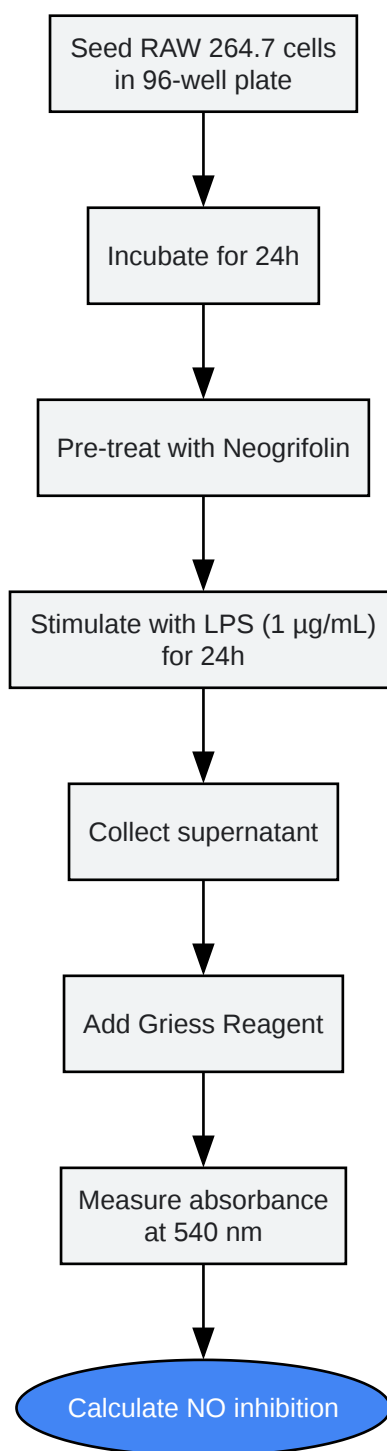 Seed RAW 264.7 cells
in 96-well plate
Incubate for 24h
Pre-treat with Neogrifolin
Stimulate with LPS (1 µg/mL)
for 24h
Collect supernatant
Add Griess Reagent
Measure absorbance
at 540 nm
Calculate NO inhibition